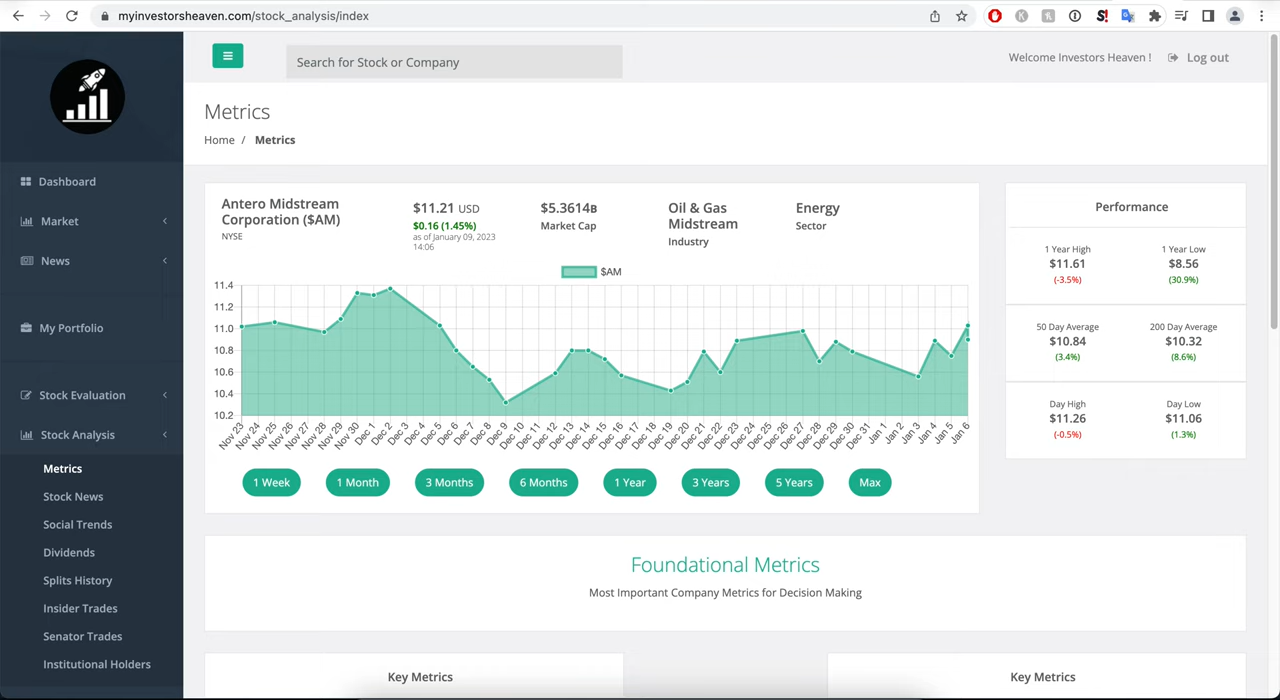 myinvestorsheaven.com/stock_analysis/index
Search for Stock or Company
Welcome Investors Heaven !
Log out
Metrics
Home / Metrics
Dashboard
Market
News
My Portfolio
Stock Evaluation
Stock Analysis
Metrics
Stock News
Social Trends
Dividends
Splits History
Insider Trades
Senator Trades
Institutional Holders
Antero Midstream
Corporation ($AM)
NYSE
$11.21 USD
$0.16 (1.45%)
as of January 09, 2023
14:06
$5.3614B
Market Cap
Oil & Gas
Midstream
Industry
Energy
Sector
$AM
11.4
11.2
11.0
10.8
10.6
10.4
10.2
Nov 23
Nov 24
Nov 25
Nov 26
Nov 27
Nov 28
Nov 29
Nov 30
Dec 1
Dec 2
Dec 3
Dec 4
Dec 5
Dec 6
Dec 7
Dec 8
Dec 9
Dec 10
Dec 11
Dec 12
Dec 13
Dec 14
Dec 15
Dec 16
Dec 17
Dec 18
Dec 19
Dec 20
Dec 21
Dec 22
Dec 23
Dec 24
Dec 25
Dec 26
Dec 27
Dec 28
Dec 29
Dec 30
Dec 31
Jan 1
Jan 2
Jan 3
Jan 4
Jan 5
Jan 6
1 Week
1 Month
3 Months
6 Months
1 Year
3 Years
5 Years
Max
Performance
1 Year High
$11.61
(-3.5%)
1 Year Low
$8.56
(30.9%)
50 Day Average
$10.84
(3.4%)
200 Day Average
$10.32
(8.6%)
Day High
$11.26
(-0.5%)
Day Low
$11.06
(1.3%)
Foundational Metrics
Most Important Company Metrics for Decision Making
Key Metrics
Key Metrics